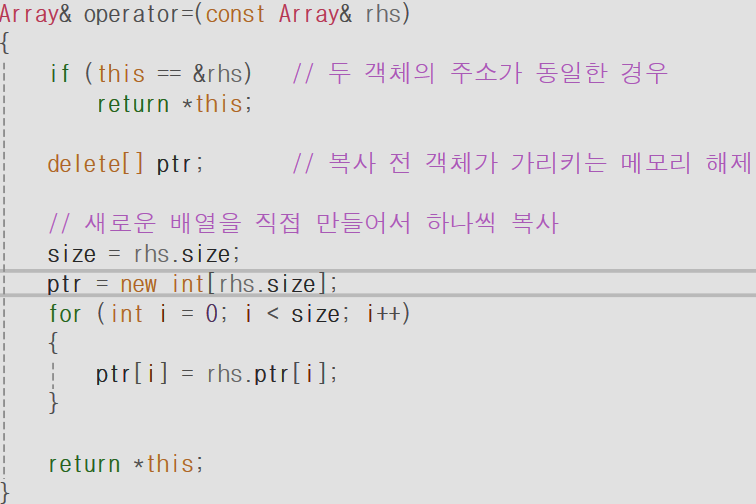 Array& operator=(const Array& rhs)
{
if (this == &rhs) // 두 객체의 주소가 동일한 경우
return *this;
delete[] ptr; // 복사 전 객체가 가리키는 메모리 해제
// 새로운 배열을 직접 만들어서 하나씩 복사
size = rhs.size;
ptr = new int[rhs.size];
for (int i = 0; i < size; i++)
{
ptr[i] = rhs.ptr[i];
}
return *this;
}